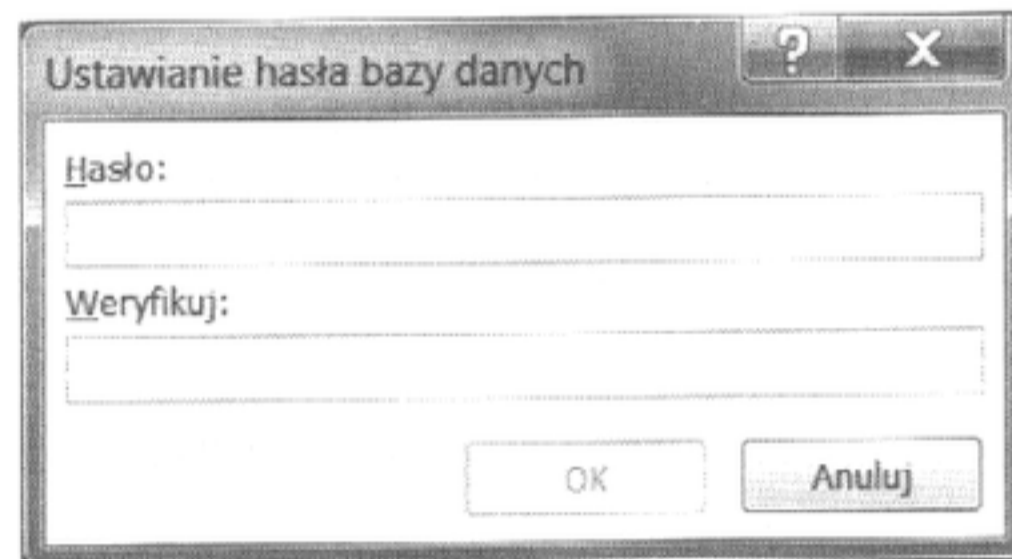 Ustawianie hasła bazy danych
Hasło:
Weryfikuj:
OK
Anuluj